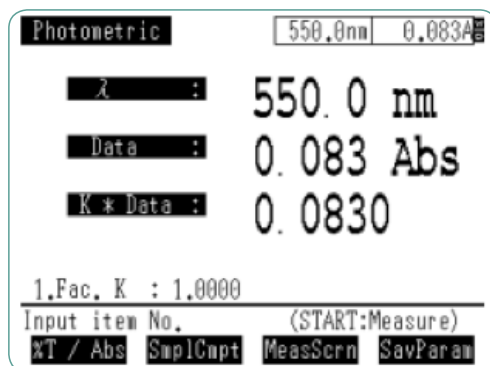 Photometric 550.0nm 0.083A
λ : 550.0 nm
Data : 0.083 Abs
K * Data : 0.0830
1.Fac. K : 1.0000
Input item No. (START:Measure)
%T / Abs SmplCmpt MeasScrn SavParam